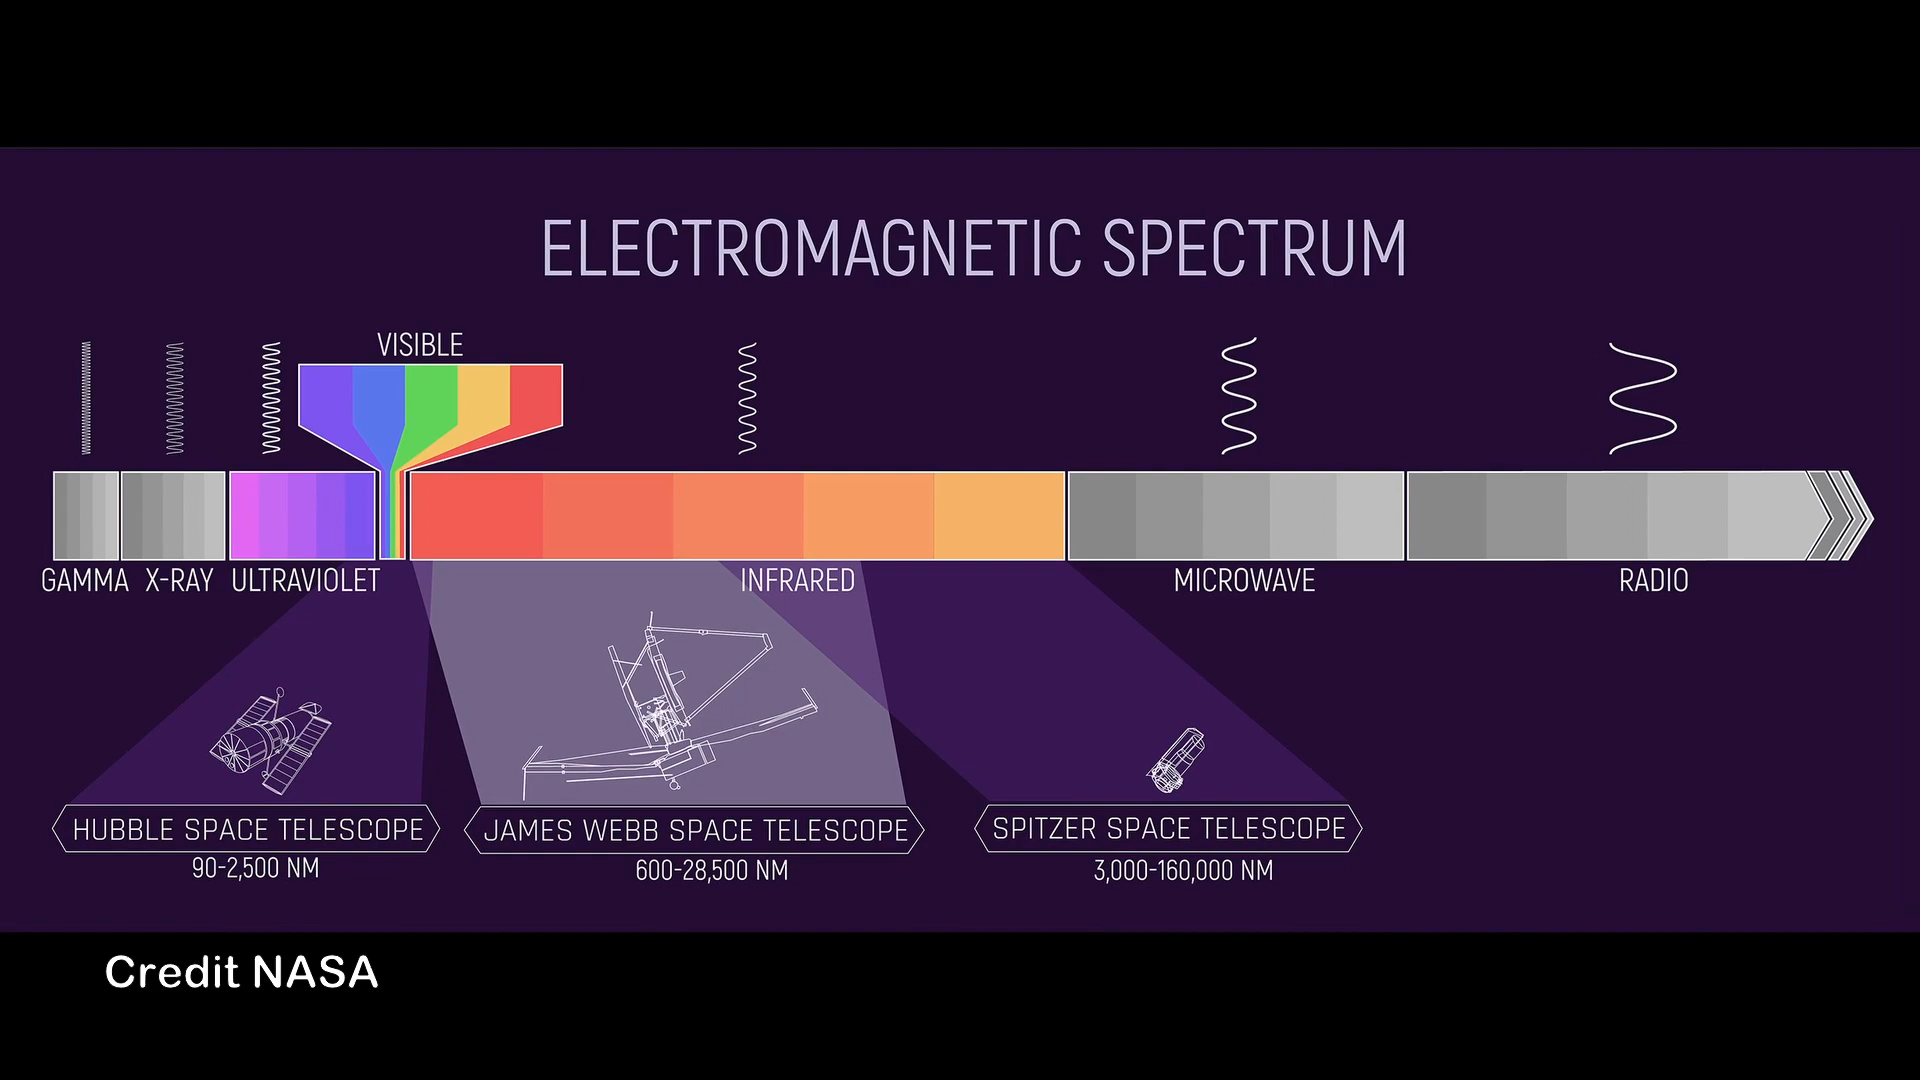 ELECTROMAGNETIC SPECTRUM
VISIBLE
GAMMA
X-RAY
ULTRAVIOLET
INFRARED
MICROWAVE
RADIO
HUBBLE SPACE TELESCOPE
90-2,500 NM
JAMES WEBB SPACE TELESCOPE
600-28,500 NM
SPITZER SPACE TELESCOPE
3,000-160,000 NM
Credit NASA